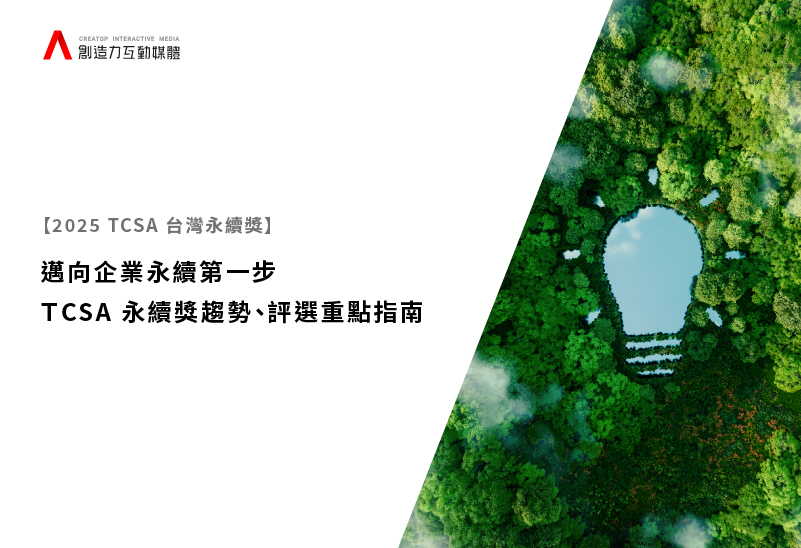 CREATOP INTERACTIVE MEDIA
創造力互動媒體
【2025 TCSA 台灣永續獎】
邁向企業永續第一步
TCSA 永續獎趨勢、評選重點指南